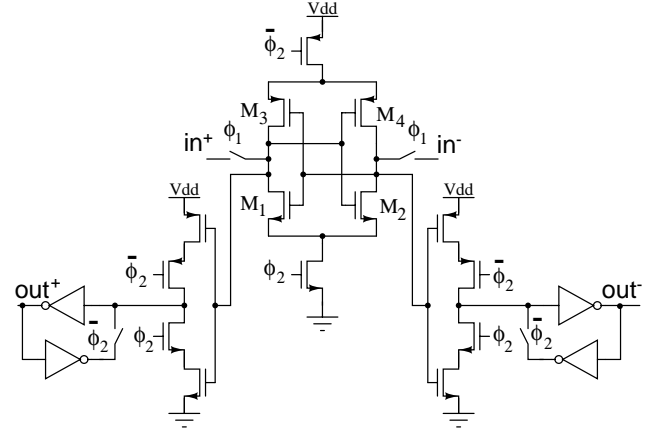 Vdd
ϕ̄₂
M₃ M₄
in⁺ ϕ₁ ϕ₁ in⁻
M₁ M₂
Vdd Vdd
ϕ₂
ϕ̄₂ ϕ̄₂
out⁺ out⁻
ϕ̄₂ ϕ₂ ϕ₂ ϕ̄₂